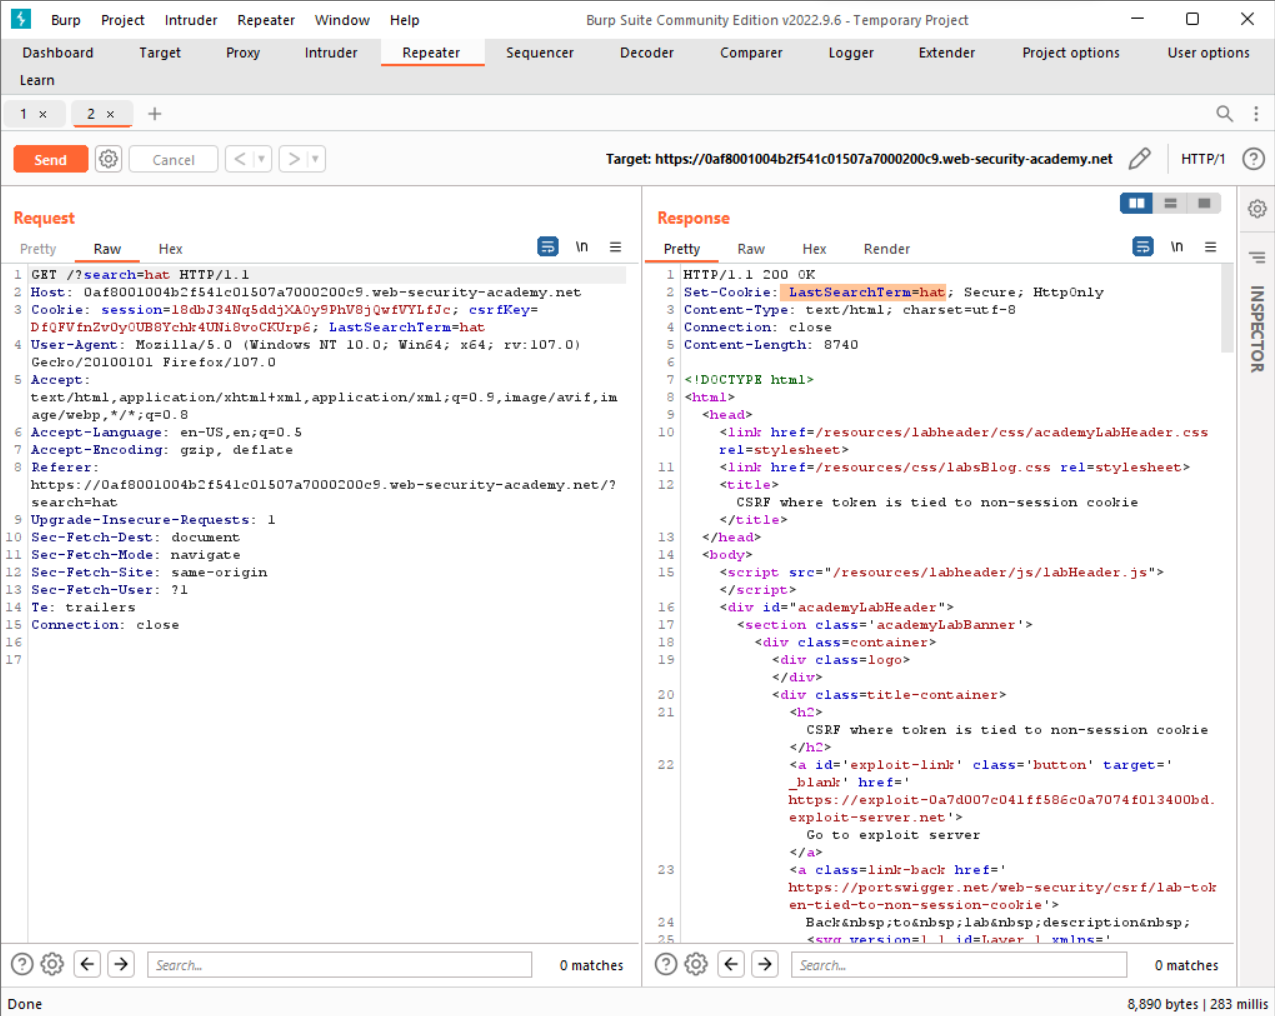 Burp Project Intruder Repeater Window Help Burp Suite Community Edition v2022.9.6 - Temporary Project
Dashboard Target Proxy Intruder Repeater Sequencer Decoder Comparer Logger Extender Project options User options
Learn
1 × 2 × +
Send Cancel < > Target: https://0af8001004b2f541c01507a7000200c9.web-security-academy.net HTTP/1 ?
Request
Pretty Raw Hex \n
1 GET /?search=hat HTTP/1.1
2 Host: 0af8001004b2f541c01507a7000200c9.web-security-academy.net
3 Cookie: session=18dbJ34Nq5ddjXA0y9PhV8jQwfVYLfJc; csrfKey=
DfQFVfnZv0y0UB8Ychk4UNi8voCKUrp6; LastSearchTerm=hat
4 User-Agent: Mozilla/5.0 (Windows NT 10.0; Win64; x64; rv:107.0)
Gecko/20100101 Firefox/107.0
5 Accept:
text/html,application/xhtml+xml,application/xml;q=0.9,image/avif,im
age/webp,*/*;q=0.8
6 Accept-Language: en-US,en;q=0.5
7 Accept-Encoding: gzip, deflate
8 Referer:
https://0af8001004b2f541c01507a7000200c9.web-security-academy.net/?
search=hat
9 Upgrade-Insecure-Requests: 1
10 Sec-Fetch-Dest: document
11 Sec-Fetch-Mode: navigate
12 Sec-Fetch-Site: same-origin
13 Sec-Fetch-User: ?1
14 Te: trailers
15 Connection: close
16
17
? Search... 0 matches
Response
Pretty Raw Hex Render \n
1 HTTP/1.1 200 OK
2 Set-Cookie: LastSearchTerm=hat; Secure; HttpOnly
3 Content-Type: text/html; charset=utf-8
4 Connection: close
5 Content-Length: 8740
6
7 <!DOCTYPE html>
8 <html>
9 <head>
10 <link href=/resources/labheader/css/academyLabHeader.css
rel=stylesheet>
11 <link href=/resources/css/labsBlog.css rel=stylesheet>
12 <title>
CSRF where token is tied to non-session cookie
</title>
13 </head>
14 <body>
15 <script src="/resources/labheader/js/labHeader.js">
</script>
16 <div id="academyLabHeader">
17 <section class='academyLabBanner'>
18 <div class=container>
19 <div class=logo>
</div>
20 <div class=title-container>
21 <h2>
CSRF where token is tied to non-session cookie
</h2>
22 <a id='exploit-link' class='button' target='
_blank' href='
https://exploit-0a7d007c041ff586c0a7074f013400bd.
exploit-server.net'>
Go to exploit server
</a>
23 <a class=link-back href='
https://portswigger.net/web-security/csrf/lab-tok
en-tied-to-non-session-cookie'>
24 Back&nbsp;to&nbsp;lab&nbsp;description&nbsp;
25 <svg version=1.1 id=Layer_1 xmlns='
? Search... 0 matches
INSPECTOR
Done 8,890 bytes | 283 millis